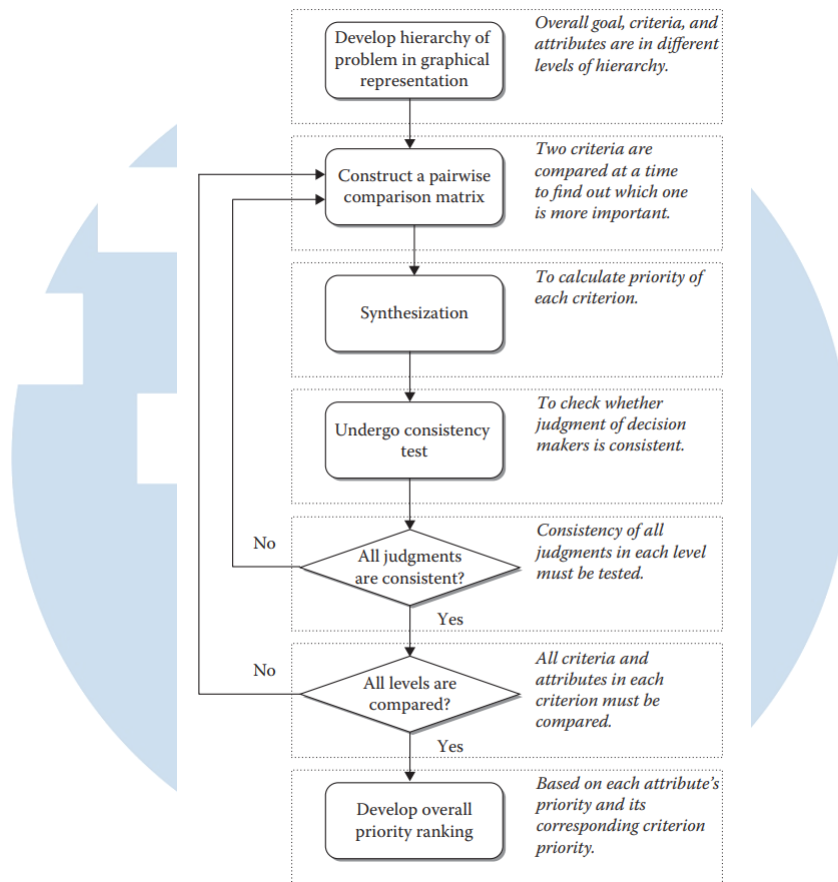 Develop hierarchy of
problem in graphical
representation
Overall goal, criteria, and
attributes are in different
levels of hierarchy.
Construct a pairwise
comparison matrix
Two criteria are
compared at a time
to find out which one
is more important.
Synthesization
To calculate priority of
each criterion.
Undergo consistency
test
To check whether
judgment of decision
makers is consistent.
No
All judgments
are consistent?
Consistency of all
judgments in each level
must be tested.
Yes
No
All levels are
compared?
All criteria and
attributes in each
criterion must be
compared.
Yes
Develop overall
priority ranking
Based on each attribute's
priority and its
corresponding criterion
priority.